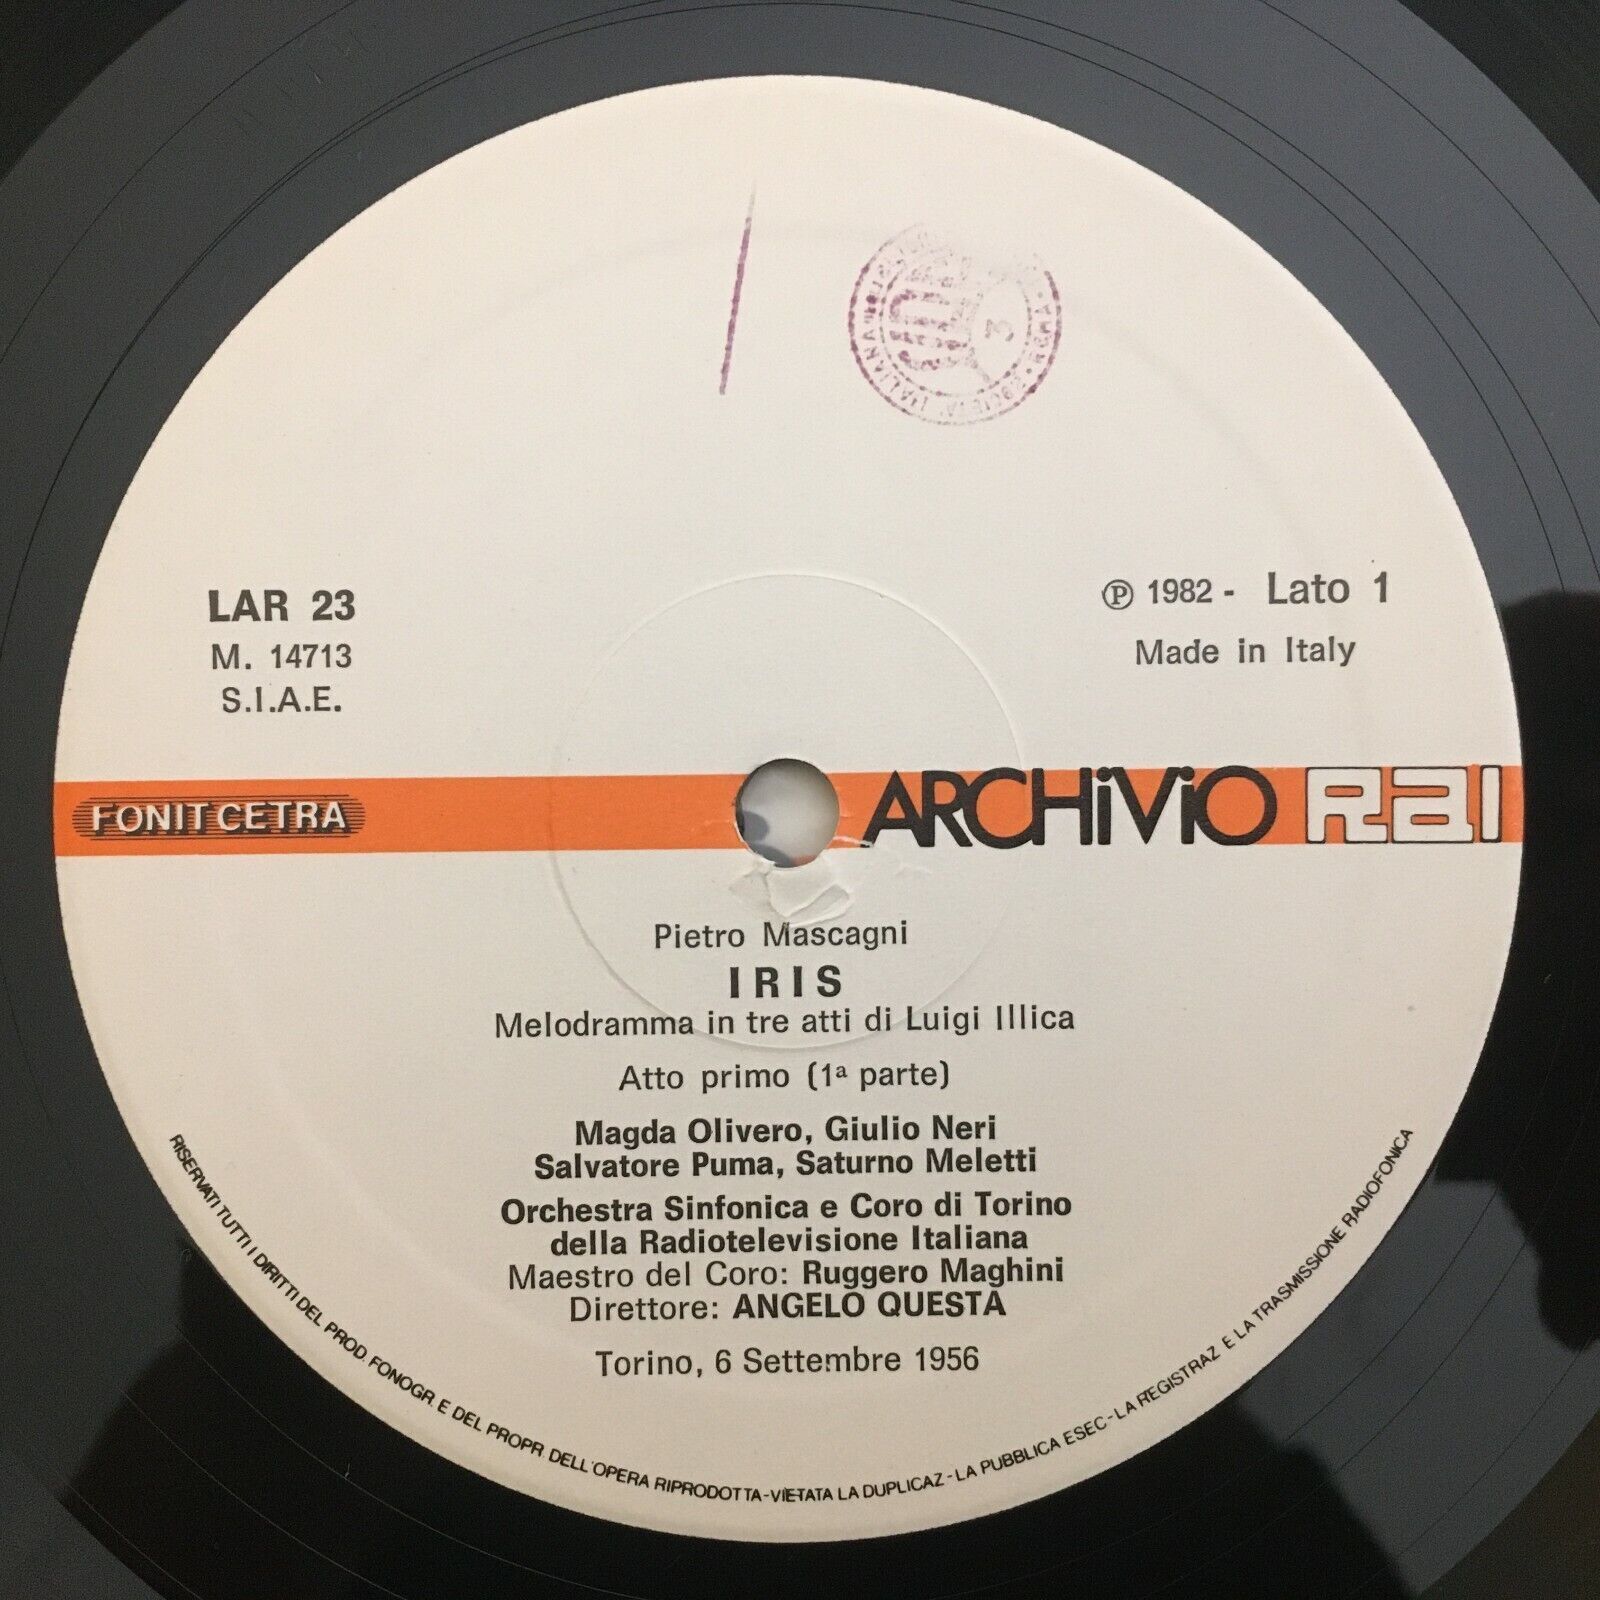 SOCIETA' ITALIANA
ROMA
3
LAR 23
M. 14713
S.I.A.E.
℗ 1982 - Lato 1
Made in Italy
FONIT CETRA
ARCHiViO RAI
Pietro Mascagni
IRIS
Melodramma in tre atti di Luigi Illica
Atto primo (1ª parte)
Magda Olivero, Giulio Neri
Salvatore Puma, Saturno Meletti
Orchestra Sinfonica e Coro di Torino
della Radiotelevisione Italiana
Maestro del Coro: Ruggero Maghini
Direttore: ANGELO QUESTA
Torino, 6 Settembre 1956
RISERVATI TUTTI I DIRITTI DEL PROD. FONOGR. E DEL PROPR. DELL'OPERA RIPRODOTTA-VIETATA LA DUPLICAZ-LA PUBBLICA ESEC-LA REGISTRAZ E LA TRASMISSIONE RADIOFONICA